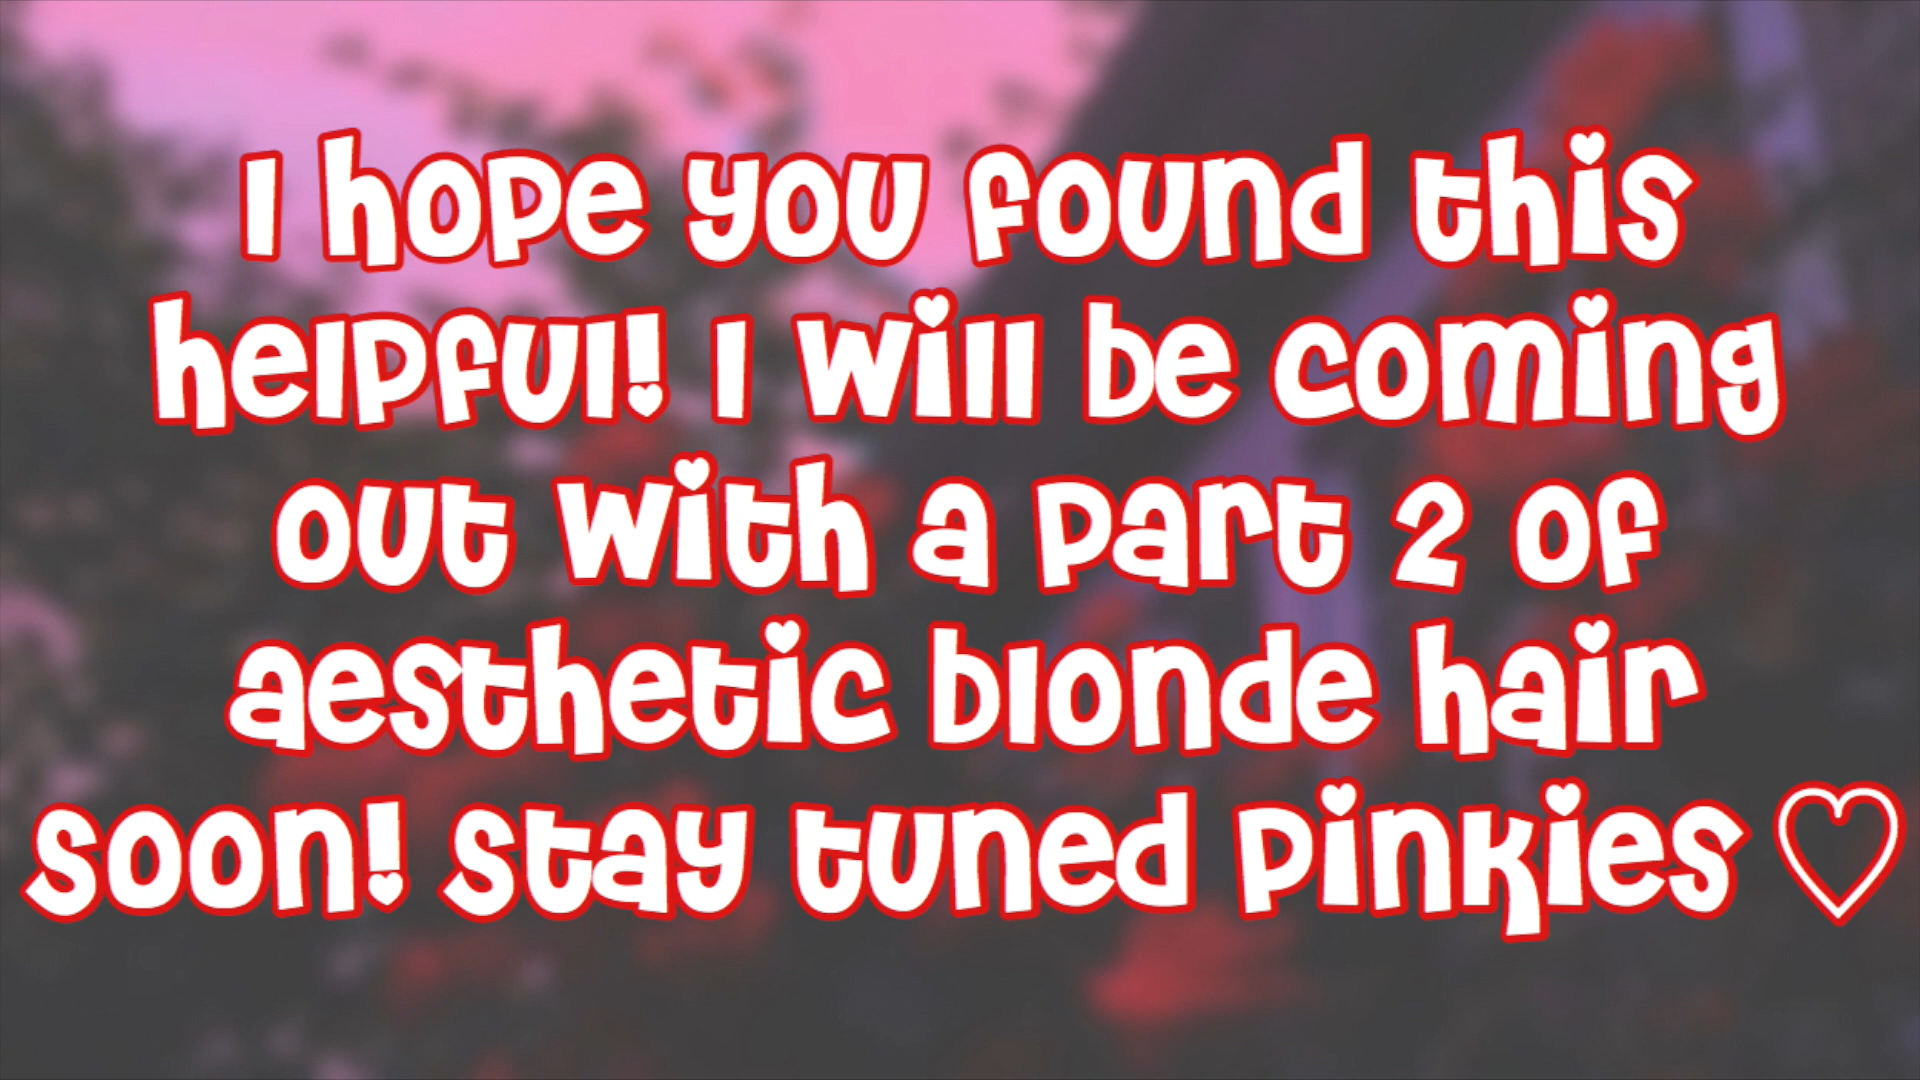 I hope you found this
helpful! I will be coming
out with a part 2 of
aesthetic blonde hair
soon! Stay tuned pinkies ♡